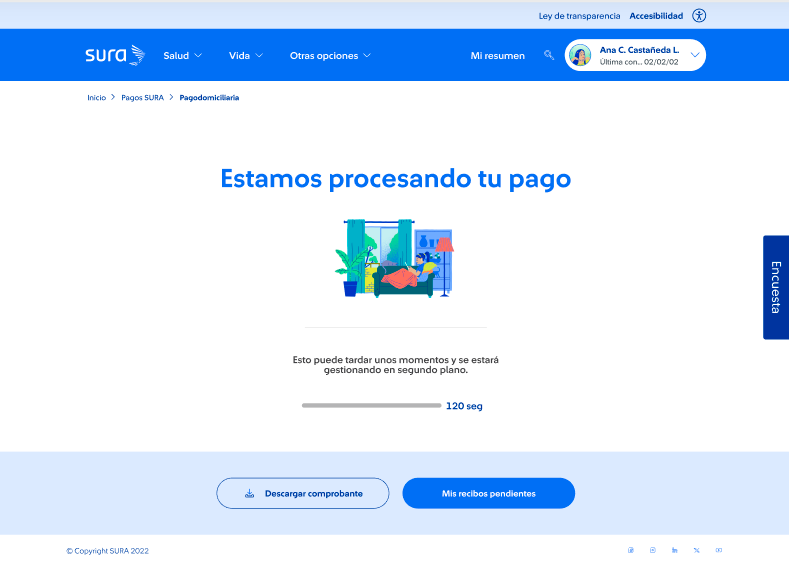 Ley de transparencia Accesibilidad
sura Salud Vida Otras opciones Mi resumen
Ana C. Castañeda L.
Última con... 02/02/02
Inicio > Pagos SURA > Pagodomiciliaria
Estamos procesando tu pago
Encuesta
Esto puede tardar unos momentos y se estará
gestionando en segundo plano.
120 seg
Descargar comprobante Mis recibos pendientes
© Copyright SURA 2022